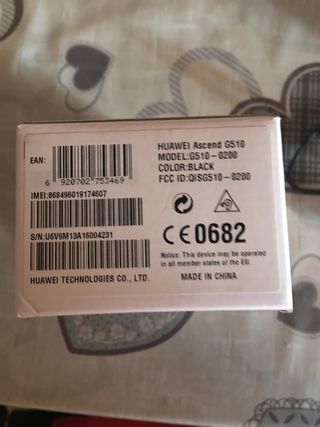 HUAWEI Ascend G510
MODEL:G510-0200
COLOR:BLACK
FCC ID:QISG510-0200
EAN:
6 920702 753469
IMEI:868496019174607
S/N:U6V9M13A16004231
CE0682
Notice: This device may be operated
in all member states of the EU.
HUAWEI TECHNOLOGIES CO., LTD.
MADE IN CHINA